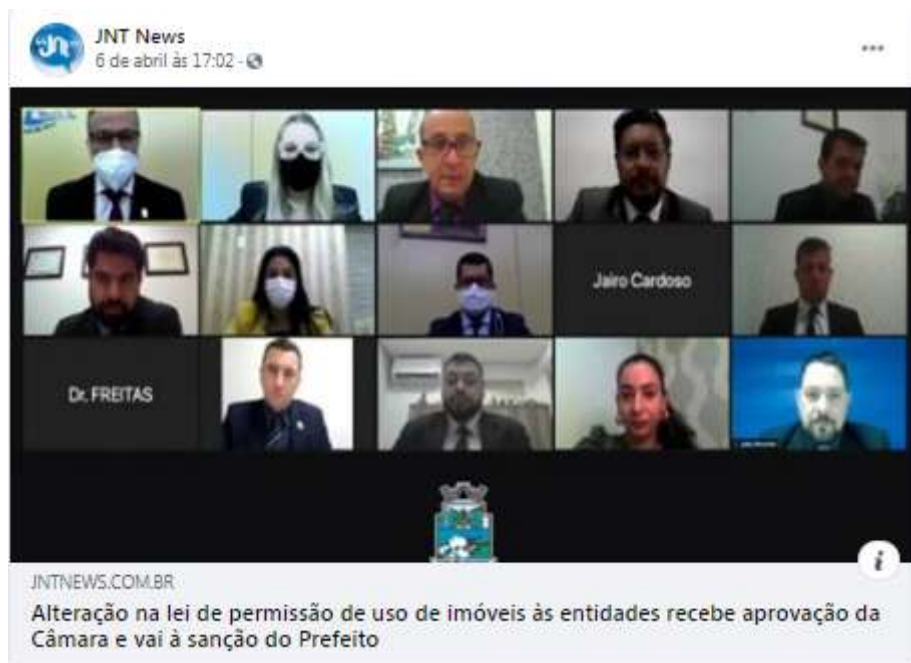 JNT
JNT News
6 de abril às 17:02 ·
Jairo Cardoso
Dr. FREITAS
JNTNEWS.COM.BR
Alteração na lei de permissão de uso de imóveis às entidades recebe aprovação da
Câmara e vai à sanção do Prefeito